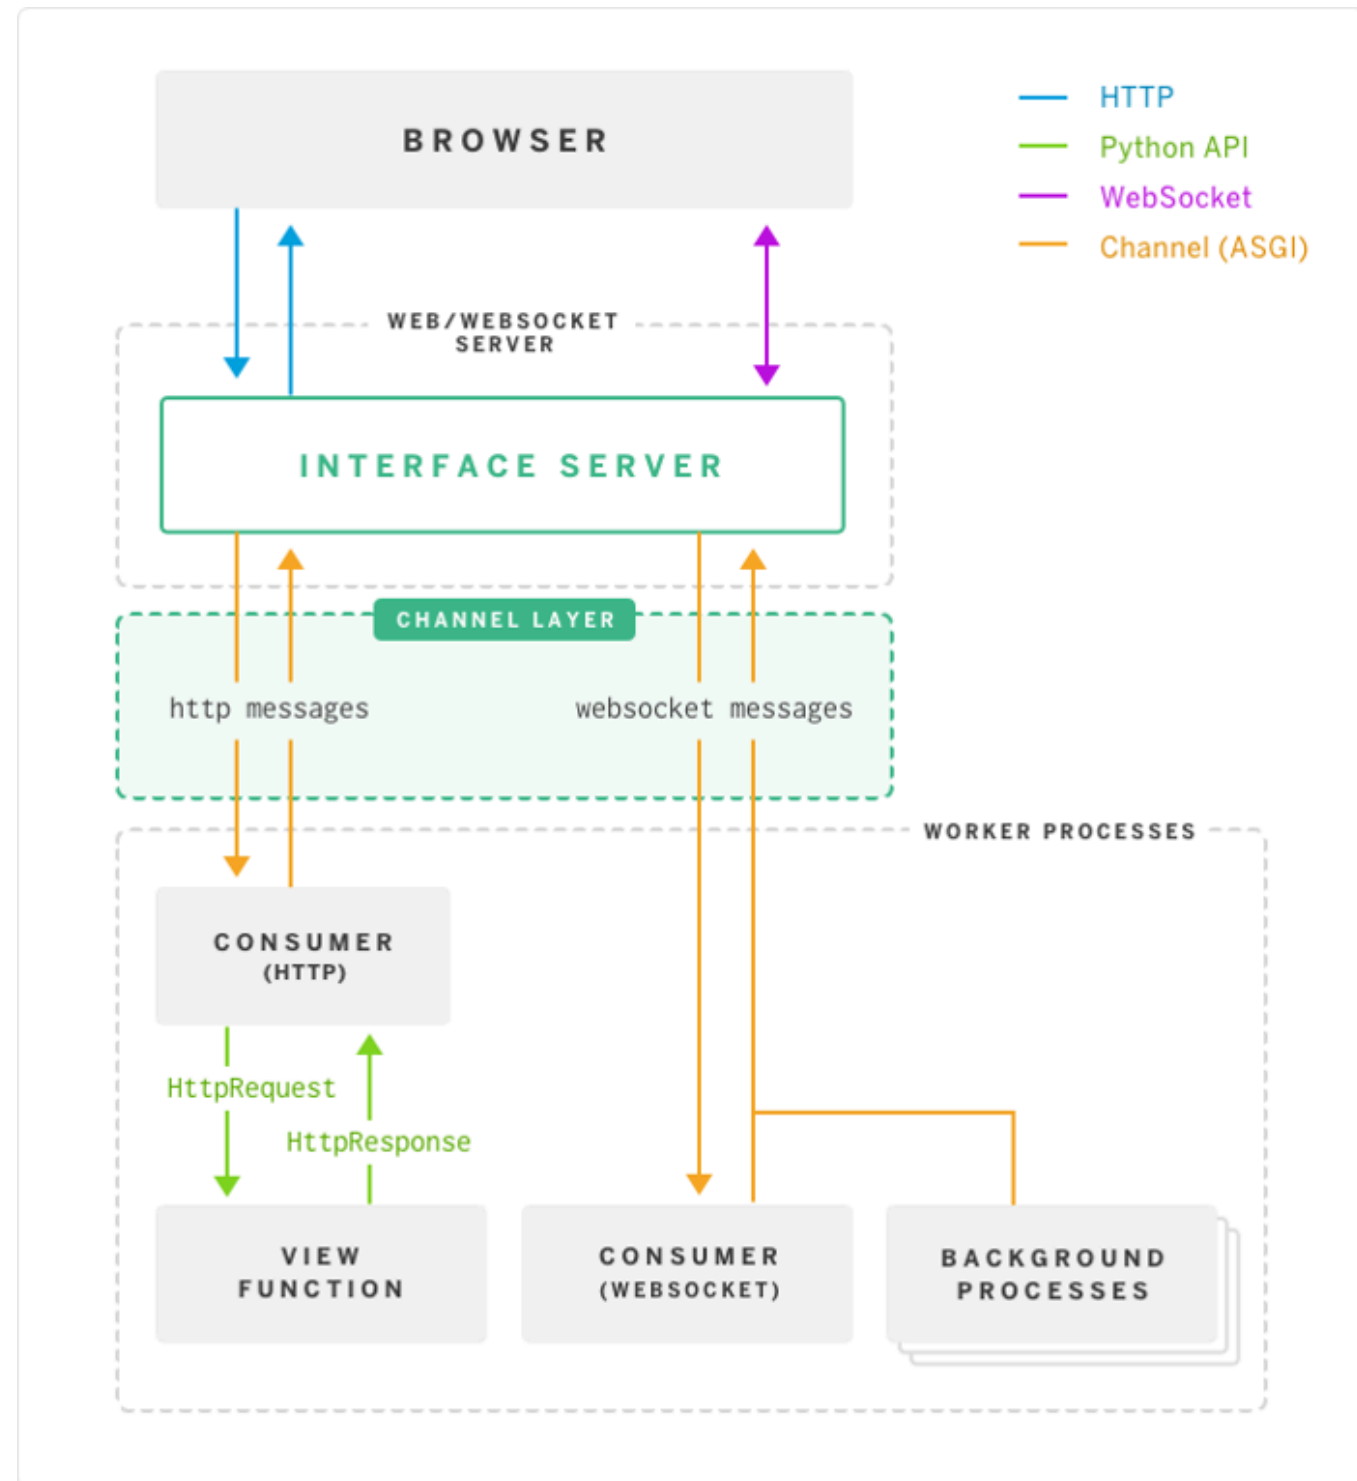 BROWSER
HTTP
Python API
WebSocket
Channel (ASGI)
WEB/WEBSOCKET
SERVER
INTERFACE SERVER
CHANNEL LAYER
http messages
websocket messages
WORKER PROCESSES
CONSUMER
(HTTP)
HttpRequest
HttpResponse
VIEW
FUNCTION
CONSUMER
(WEBSOCKET)
BACKGROUND
PROCESSES